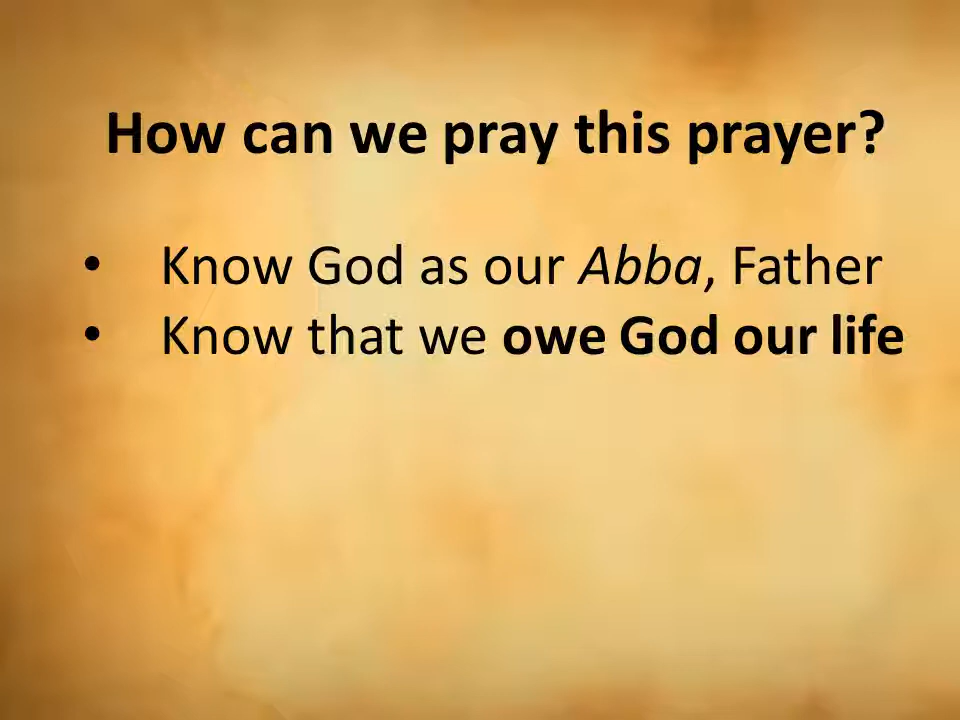 How can we pray this prayer?
• Know God as our Abba, Father
• Know that we owe God our life